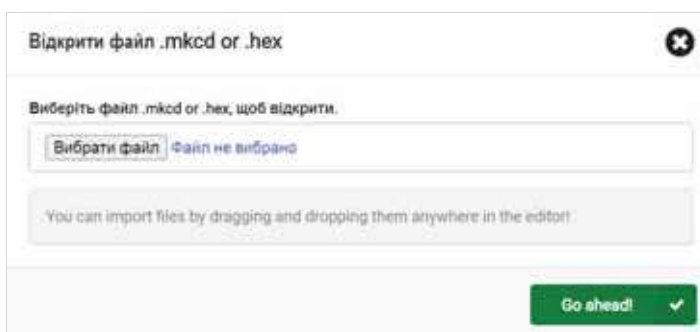 Відкрити файл .mkcd or .hex
Виберіть файл .mkcd or .hex, щоб відкрити.
Вибрати файл Файл не вибрано
You can import files by dragging and dropping them anywhere in the editor!
Go ahead!